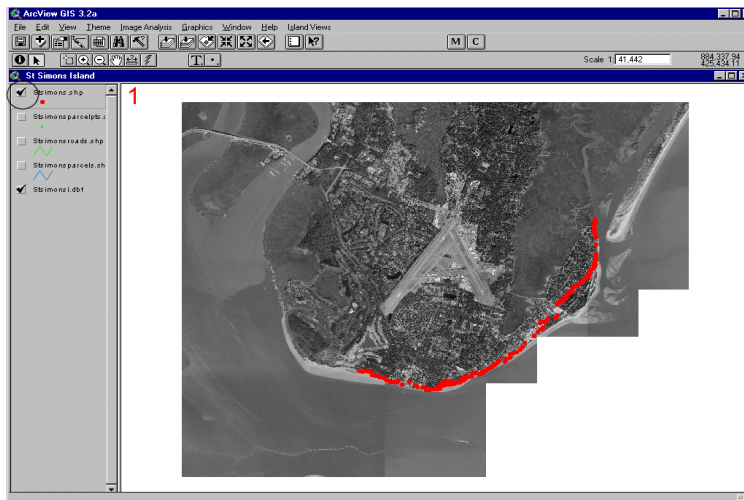 ArcView GIS 3.2a
File Edit View Theme Image Analysis Graphics Window Help Island Views
M C
T
Scale 1: 41,442
884,337.94
425,434.11
St Simons Island
1
Stsimons.shp
Stsimonsparcelpts.s
Stsimonsroads.shp
Stsimonsparcels.sh
Stsimonsi.dbf